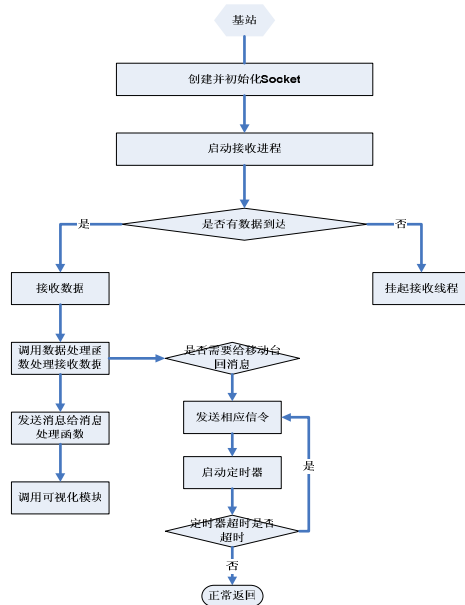 基站
创建并初始化Socket
启动接收进程
是否有数据到达
是
否
接收数据
挂起接收线程
调用数据处理函
数处理接收数据
是否需要给移动台
回消息
发送消息给消息
处理函数
发送相应信令
启动定时器
是
调用可视化模块
定时器超时是否
超时
否
正常返回